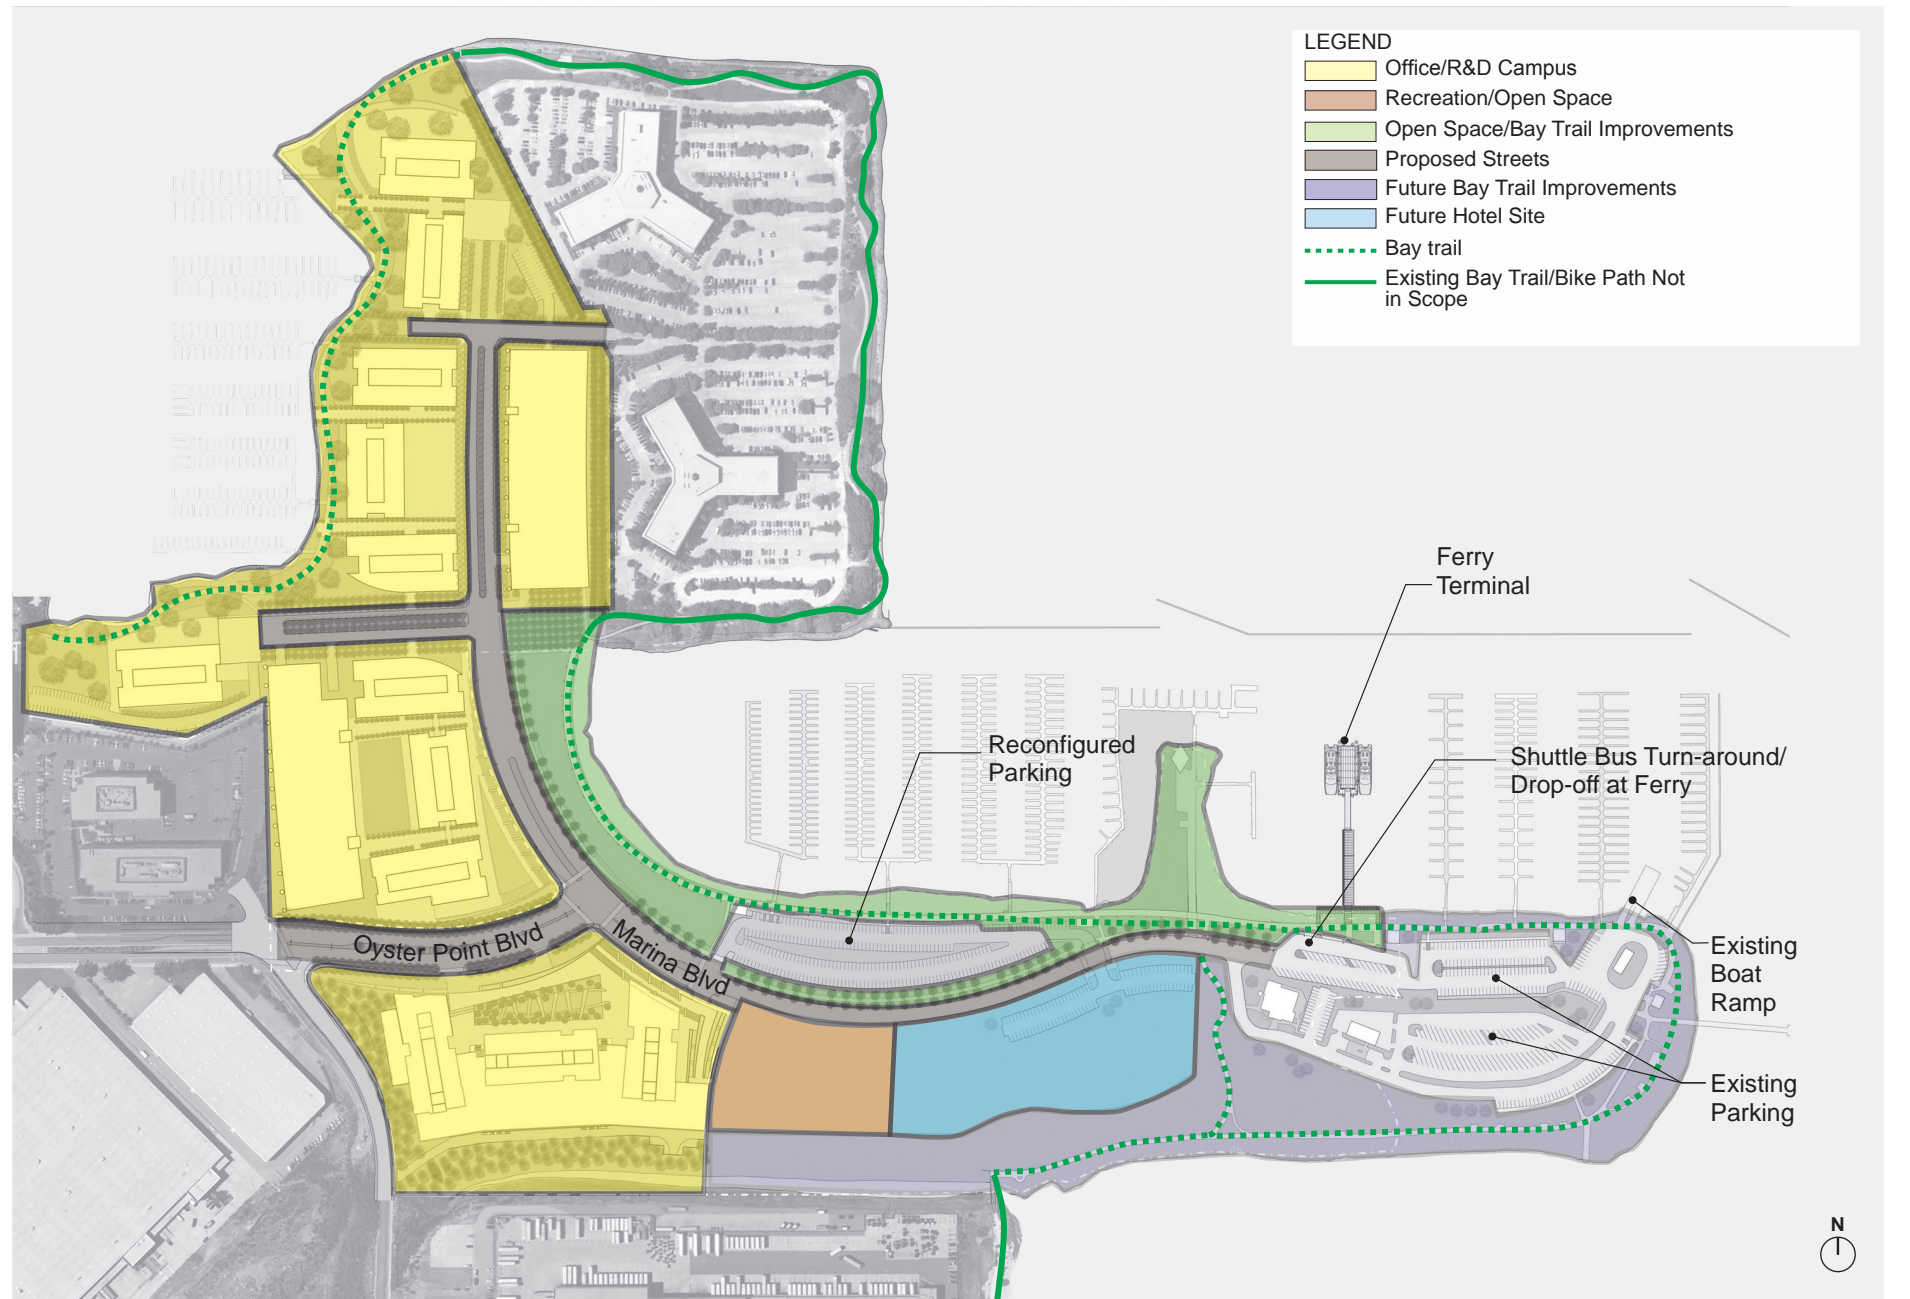 LEGEND
Office/R&D Campus
Recreation/Open Space
Open Space/Bay Trail Improvements
Proposed Streets
Future Bay Trail Improvements
Future Hotel Site
Bay trail
Existing Bay Trail/Bike Path Not
in Scope
Ferry
Terminal
Reconfigured
Parking
Shuttle Bus Turn-around/
Drop-off at Ferry
Oyster Point Blvd
Marina Blvd
Existing
Boat
Ramp
Existing
Parking
N